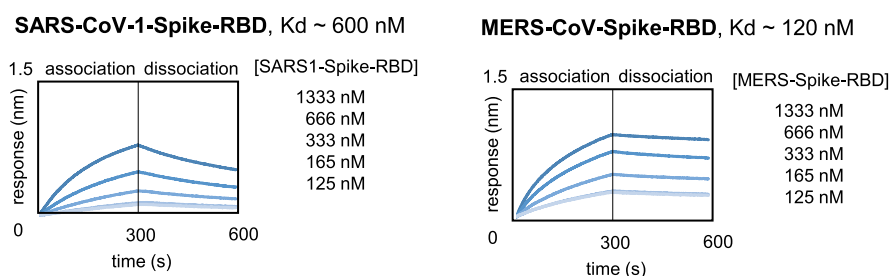 SARS-CoV-1-Spike-RBD, Kd ~ 600 nM
1.5 association dissociation [SARS1-Spike-RBD]
response (nm)
1333 nM
666 nM
333 nM
165 nM
125 nM
0
300
600
time (s)
MERS-CoV-Spike-RBD, Kd ~ 120 nM
1.5 association dissociation [MERS-Spike-RBD]
response (nm)
1333 nM
666 nM
333 nM
165 nM
125 nM
0
300
600
time (s)